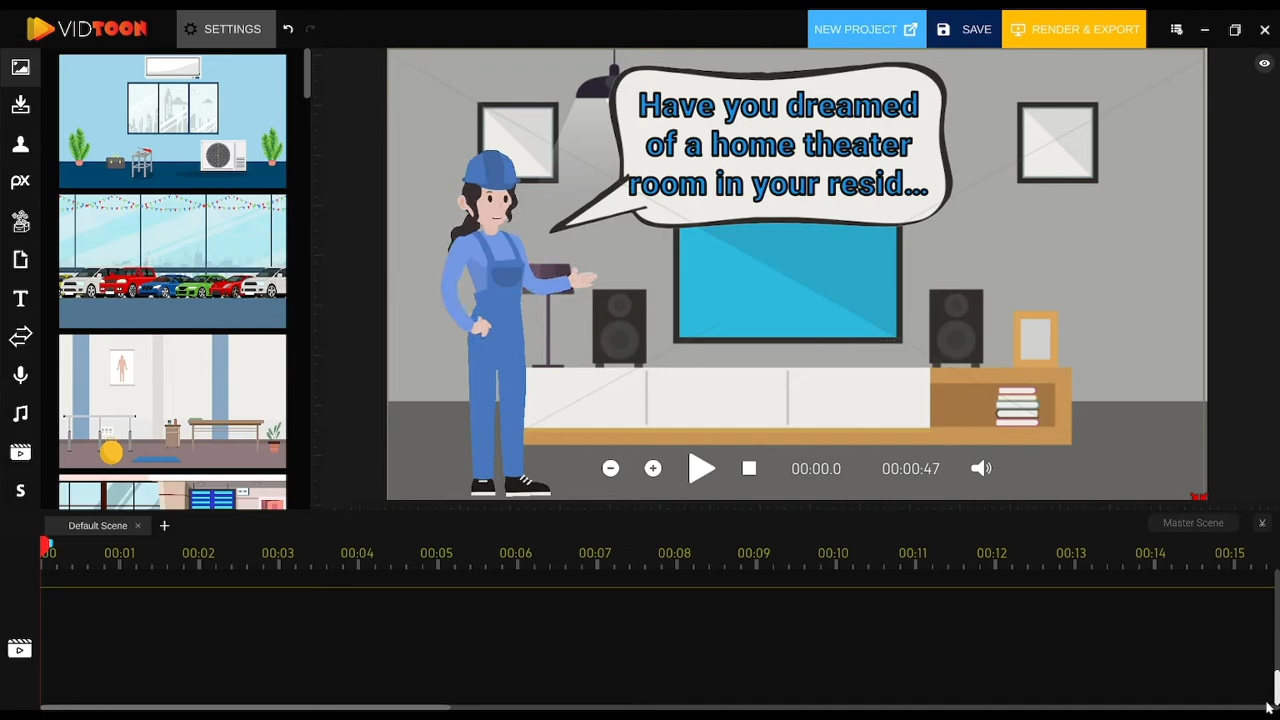 VIDTOON
SETTINGS
NEW PROJECT
SAVE
RENDER & EXPORT
Have you dreamed
of a home theater
room in your resid...
px
T
S
00:00.0
00:00:47
Default Scene
Master Scene
00 00:01 00:02 00:03 00:04 00:05 00:06 00:07 00:08 00:09 00:10 00:11 00:12 00:13 00:14 00:15